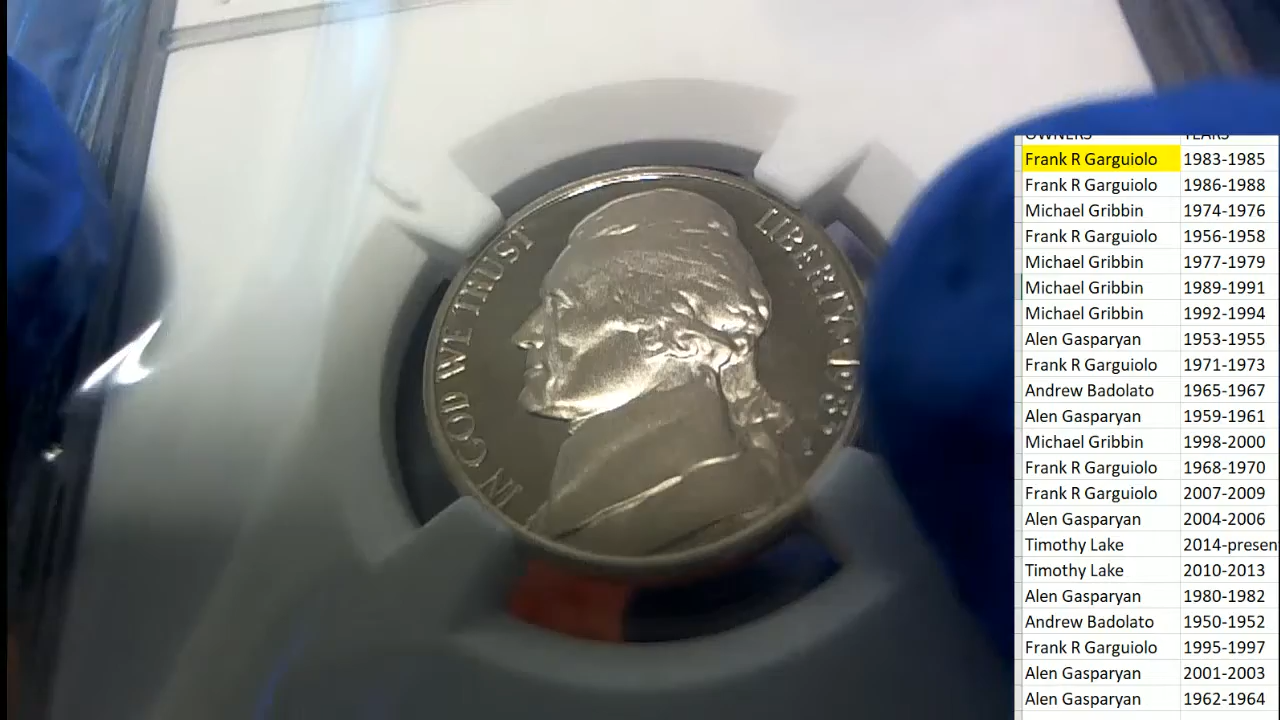 IN GOD WE TRUST
LIBERTY · 1983
OWNERS YEARS
Frank R Garguiolo 1983-1985
Frank R Garguiolo 1986-1988
Michael Gribbin 1974-1976
Frank R Garguiolo 1956-1958
Michael Gribbin 1977-1979
Michael Gribbin 1989-1991
Michael Gribbin 1992-1994
Alen Gasparyan 1953-1955
Frank R Garguiolo 1971-1973
Andrew Badolato 1965-1967
Alen Gasparyan 1959-1961
Michael Gribbin 1998-2000
Frank R Garguiolo 1968-1970
Frank R Garguiolo 2007-2009
Alen Gasparyan 2004-2006
Timothy Lake 2014-presen
Timothy Lake 2010-2013
Alen Gasparyan 1980-1982
Andrew Badolato 1950-1952
Frank R Garguiolo 1995-1997
Alen Gasparyan 2001-2003
Alen Gasparyan 1962-1964